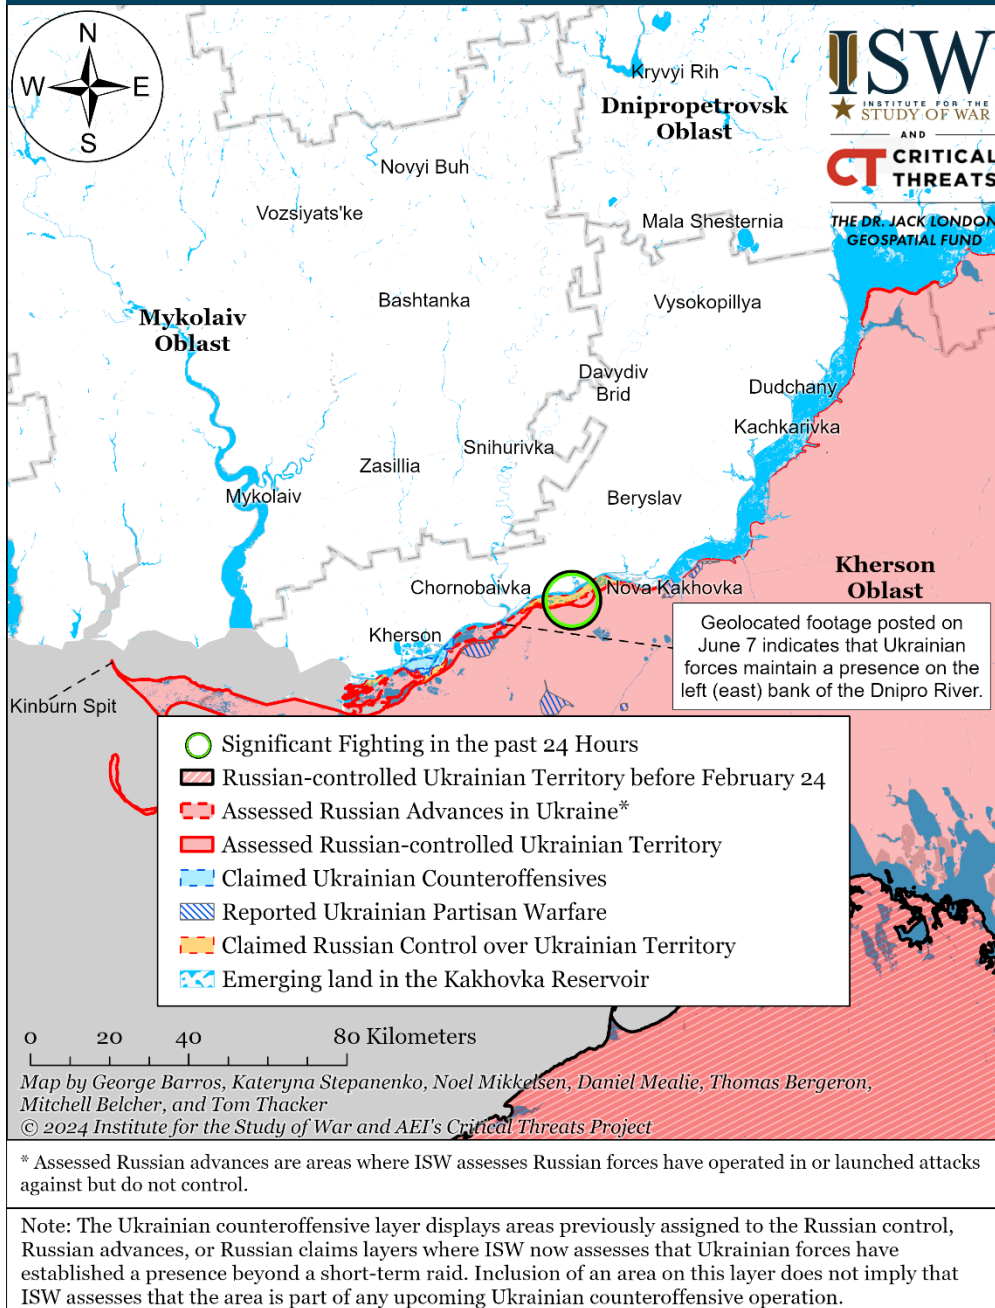 N
W
E
S
ISW
INSTITUTE FOR THE
STUDY OF WAR
AND
CT CRITICAL
THREATS
THE DR. JACK LONDON
GEOSPATIAL FUND
Kryvyi Rih
Dnipropetrovsk
Oblast
Novyi Buh
Vozsiyats'ke
Mala Shesternia
Bashtanka
Vysokopillya
Mykolaiv
Oblast
Davydiv
Brid
Dudchany
Kachkarivka
Snihurivka
Zasillia
Mykolaiv
Beryslav
Kherson
Oblast
Chornobaivka
Nova Kakhovka
Kherson
Geolocated footage posted on
June 7 indicates that Ukrainian
forces maintain a presence on the
left (east) bank of the Dnipro River.
Kinburn Spit
Significant Fighting in the past 24 Hours
Russian-controlled Ukrainian Territory before February 24
Assessed Russian Advances in Ukraine*
Assessed Russian-controlled Ukrainian Territory
Claimed Ukrainian Counteroffensives
Reported Ukrainian Partisan Warfare
Claimed Russian Control over Ukrainian Territory
Emerging land in the Kakhovka Reservoir
0 20 40 80 Kilometers
Map by George Barros, Kateryna Stepanenko, Noel Mikkelsen, Daniel Mealie, Thomas Bergeron,
Mitchell Belcher, and Tom Thacker
© 2024 Institute for the Study of War and AEI's Critical Threats Project
* Assessed Russian advances are areas where ISW assesses Russian forces have operated in or launched attacks
against but do not control.
Note: The Ukrainian counteroffensive layer displays areas previously assigned to the Russian control,
Russian advances, or Russian claims layers where ISW now assesses that Ukrainian forces have
established a presence beyond a short-term raid. Inclusion of an area on this layer does not imply that
ISW assesses that the area is part of any upcoming Ukrainian counteroffensive operation.